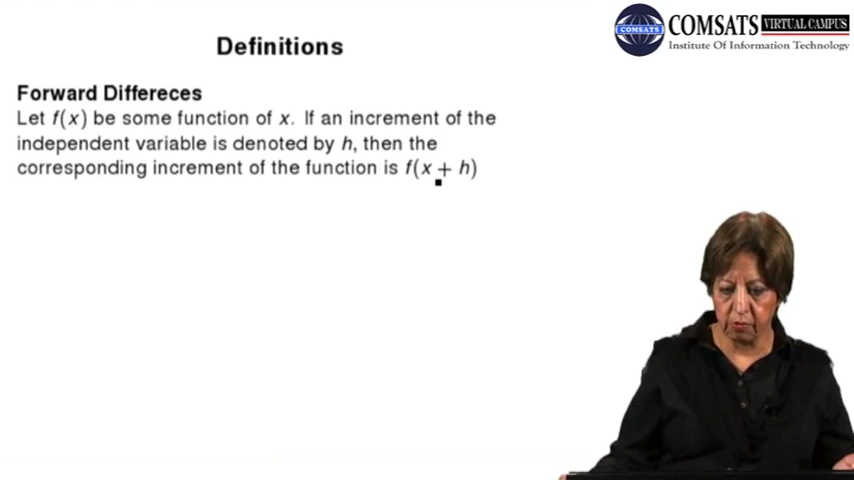 COMSATS VIRTUAL CAMPUS
Institute Of Information Technology
COMSATS
Definitions
Forward Differeces
Let f(x) be some function of x. If an increment of the
independent variable is denoted by h, then the
corresponding increment of the function is f(x + h)